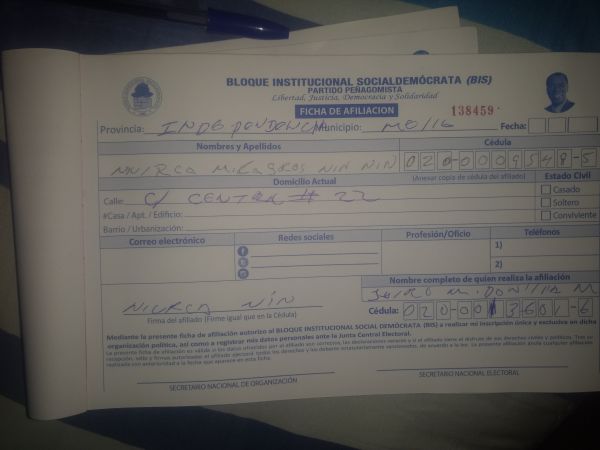 BLOQUE INSTITUCIONAL SOCIALDEMÓCRATA (BIS)
PARTIDO PEÑAGOMISTA
Libertad, Justicia, Democracia y Solidaridad
FICHA DE AFILIACION 138459
Provincia: INDEPENDENCIA Municipio: Fecha:
Nombres y Apellidos Cédula
MILAGROS NIN NIN 020-0009548-5
Domicilio Actual (Anexar copia de cédula del afiliado) Estado Civil
Calle: C/ CENTRAL # 22 Casado
#Casa / Apt. / Edificio: Soltero
Barrio / Urbanización: Conviviente
Correo electrónico Redes sociales Profesión/Oficio Teléfonos
1)
2)
Nombre completo de quien realiza la afiliación
NIURCA NIN M.
Firma del afiliado (Firme igual que en la Cédula) Cédula: 020-0013601-6
Mediante la presente ficha de afiliación autorizo al BLOQUE INSTITUCIONAL SOCIAL DEMÓCRATA (BIS) a realizar mi inscripción única y exclusiva en dicha
organización política, así como a registrar mis datos personales ante la Junta Central Electoral.
SECRETARIO NACIONAL DE ORGANIZACIÓN SECRETARIO NACIONAL ELECTORAL